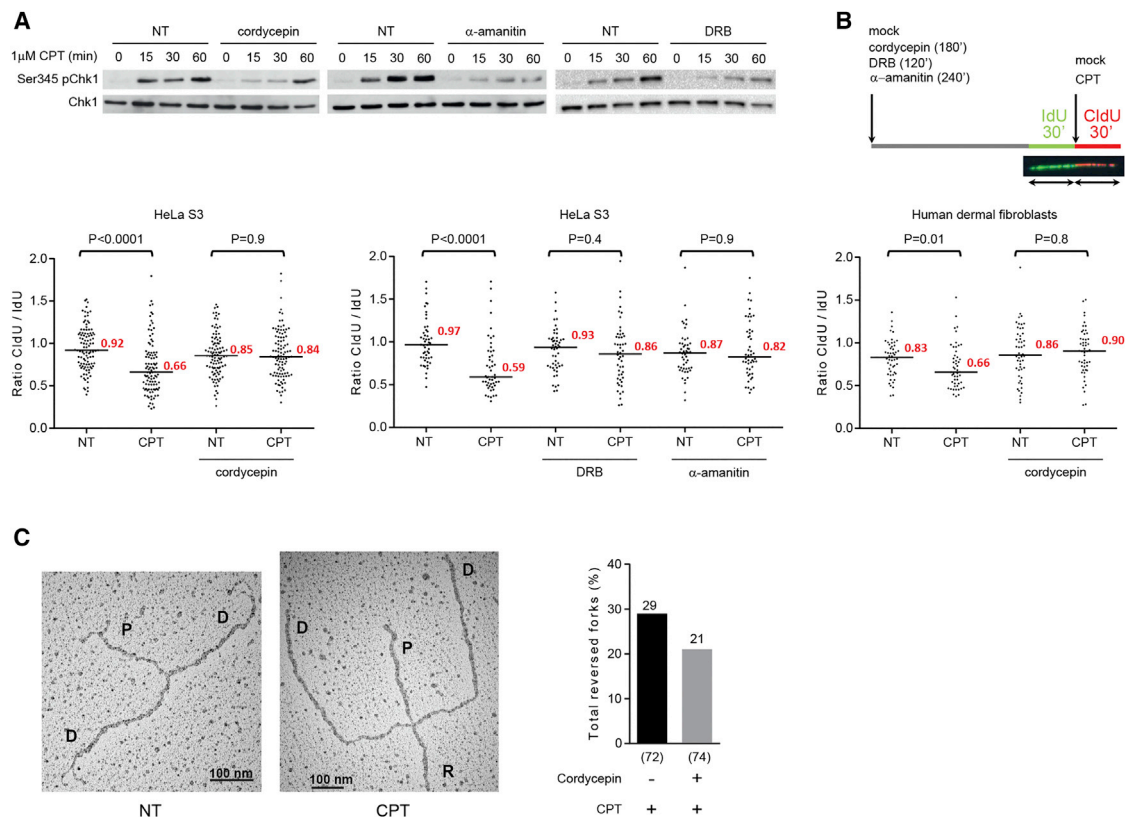 A
NT cordycepin NT α-amanitin NT DRB
1μM CPT (min) 0 15 30 60 0 15 30 60 0 15 30 60 0 15 30 60 0 15 30 60 0 15 30 60
Ser345 pChk1
Chk1
B
mock
cordycepin (180')
DRB (120')
α–amanitin (240')
mock
CPT
IdU
30'
CldU
30'
HeLa S3
P<0.0001 P=0.9
Ratio CldU / IdU
2.0
1.5
1.0
0.5
0.0
0.92 0.66 0.85 0.84
NT CPT NT CPT
cordycepin
HeLa S3
P<0.0001 P=0.4 P=0.9
Ratio CldU / IdU
2.0
1.5
1.0
0.5
0.0
0.97 0.59 0.93 0.86 0.87 0.82
NT CPT NT CPT NT CPT
DRB α-amanitin
Human dermal fibroblasts
P=0.01 P=0.8
Ratio CldU / IdU
2.0
1.5
1.0
0.5
0.0
0.83 0.66 0.86 0.90
NT CPT NT CPT
cordycepin
C
P
D
D
100 nm
NT
D
D
P
R
100 nm
CPT
Total reversed forks (%)
40
30
20
10
0
29 21
(72) (74)
Cordycepin - +
CPT + +